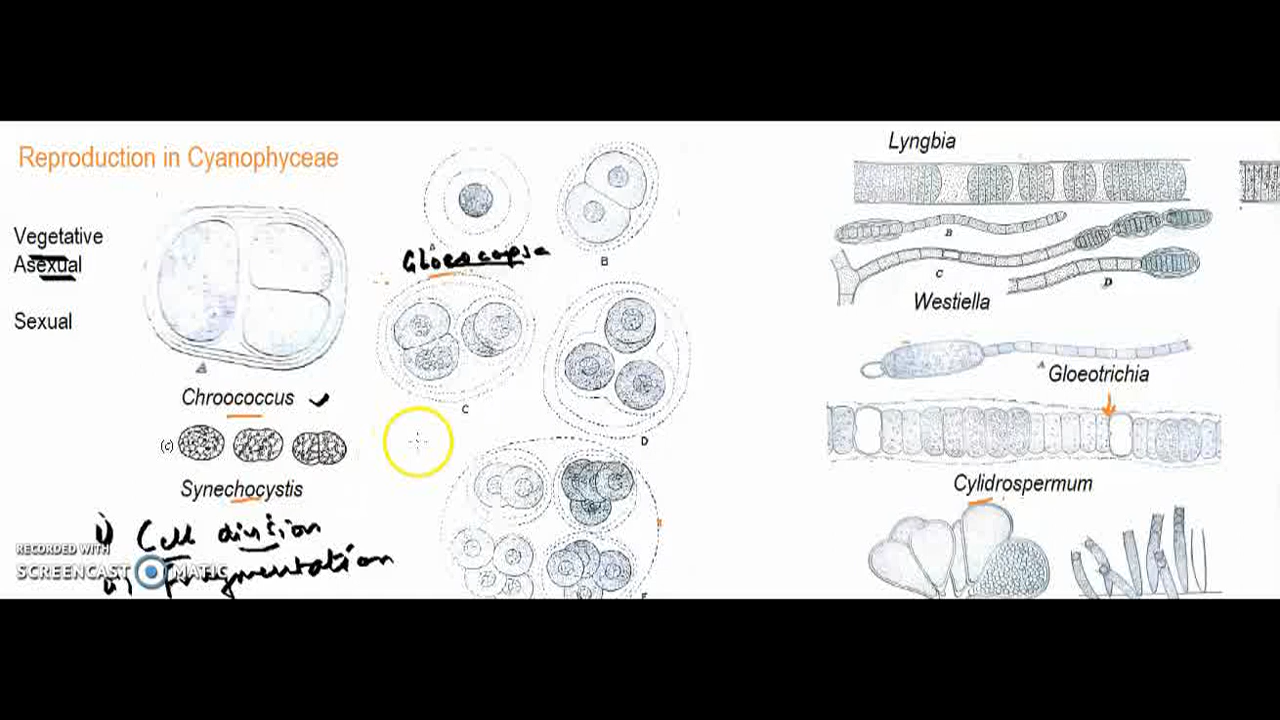 Reproduction in Cyanophyceae
Vegetative
Asexual
Sexual
A
Chroococcus
(c)
Synechocystis
i) Cell division
ii) fragmentation
RECORDED WITH
SCREENCAST MATIC
Gloeocapsa
B
C
D
E
Lyngbia
B
C
D
Westiella
A
Gloeotrichia
Cylidrospermum